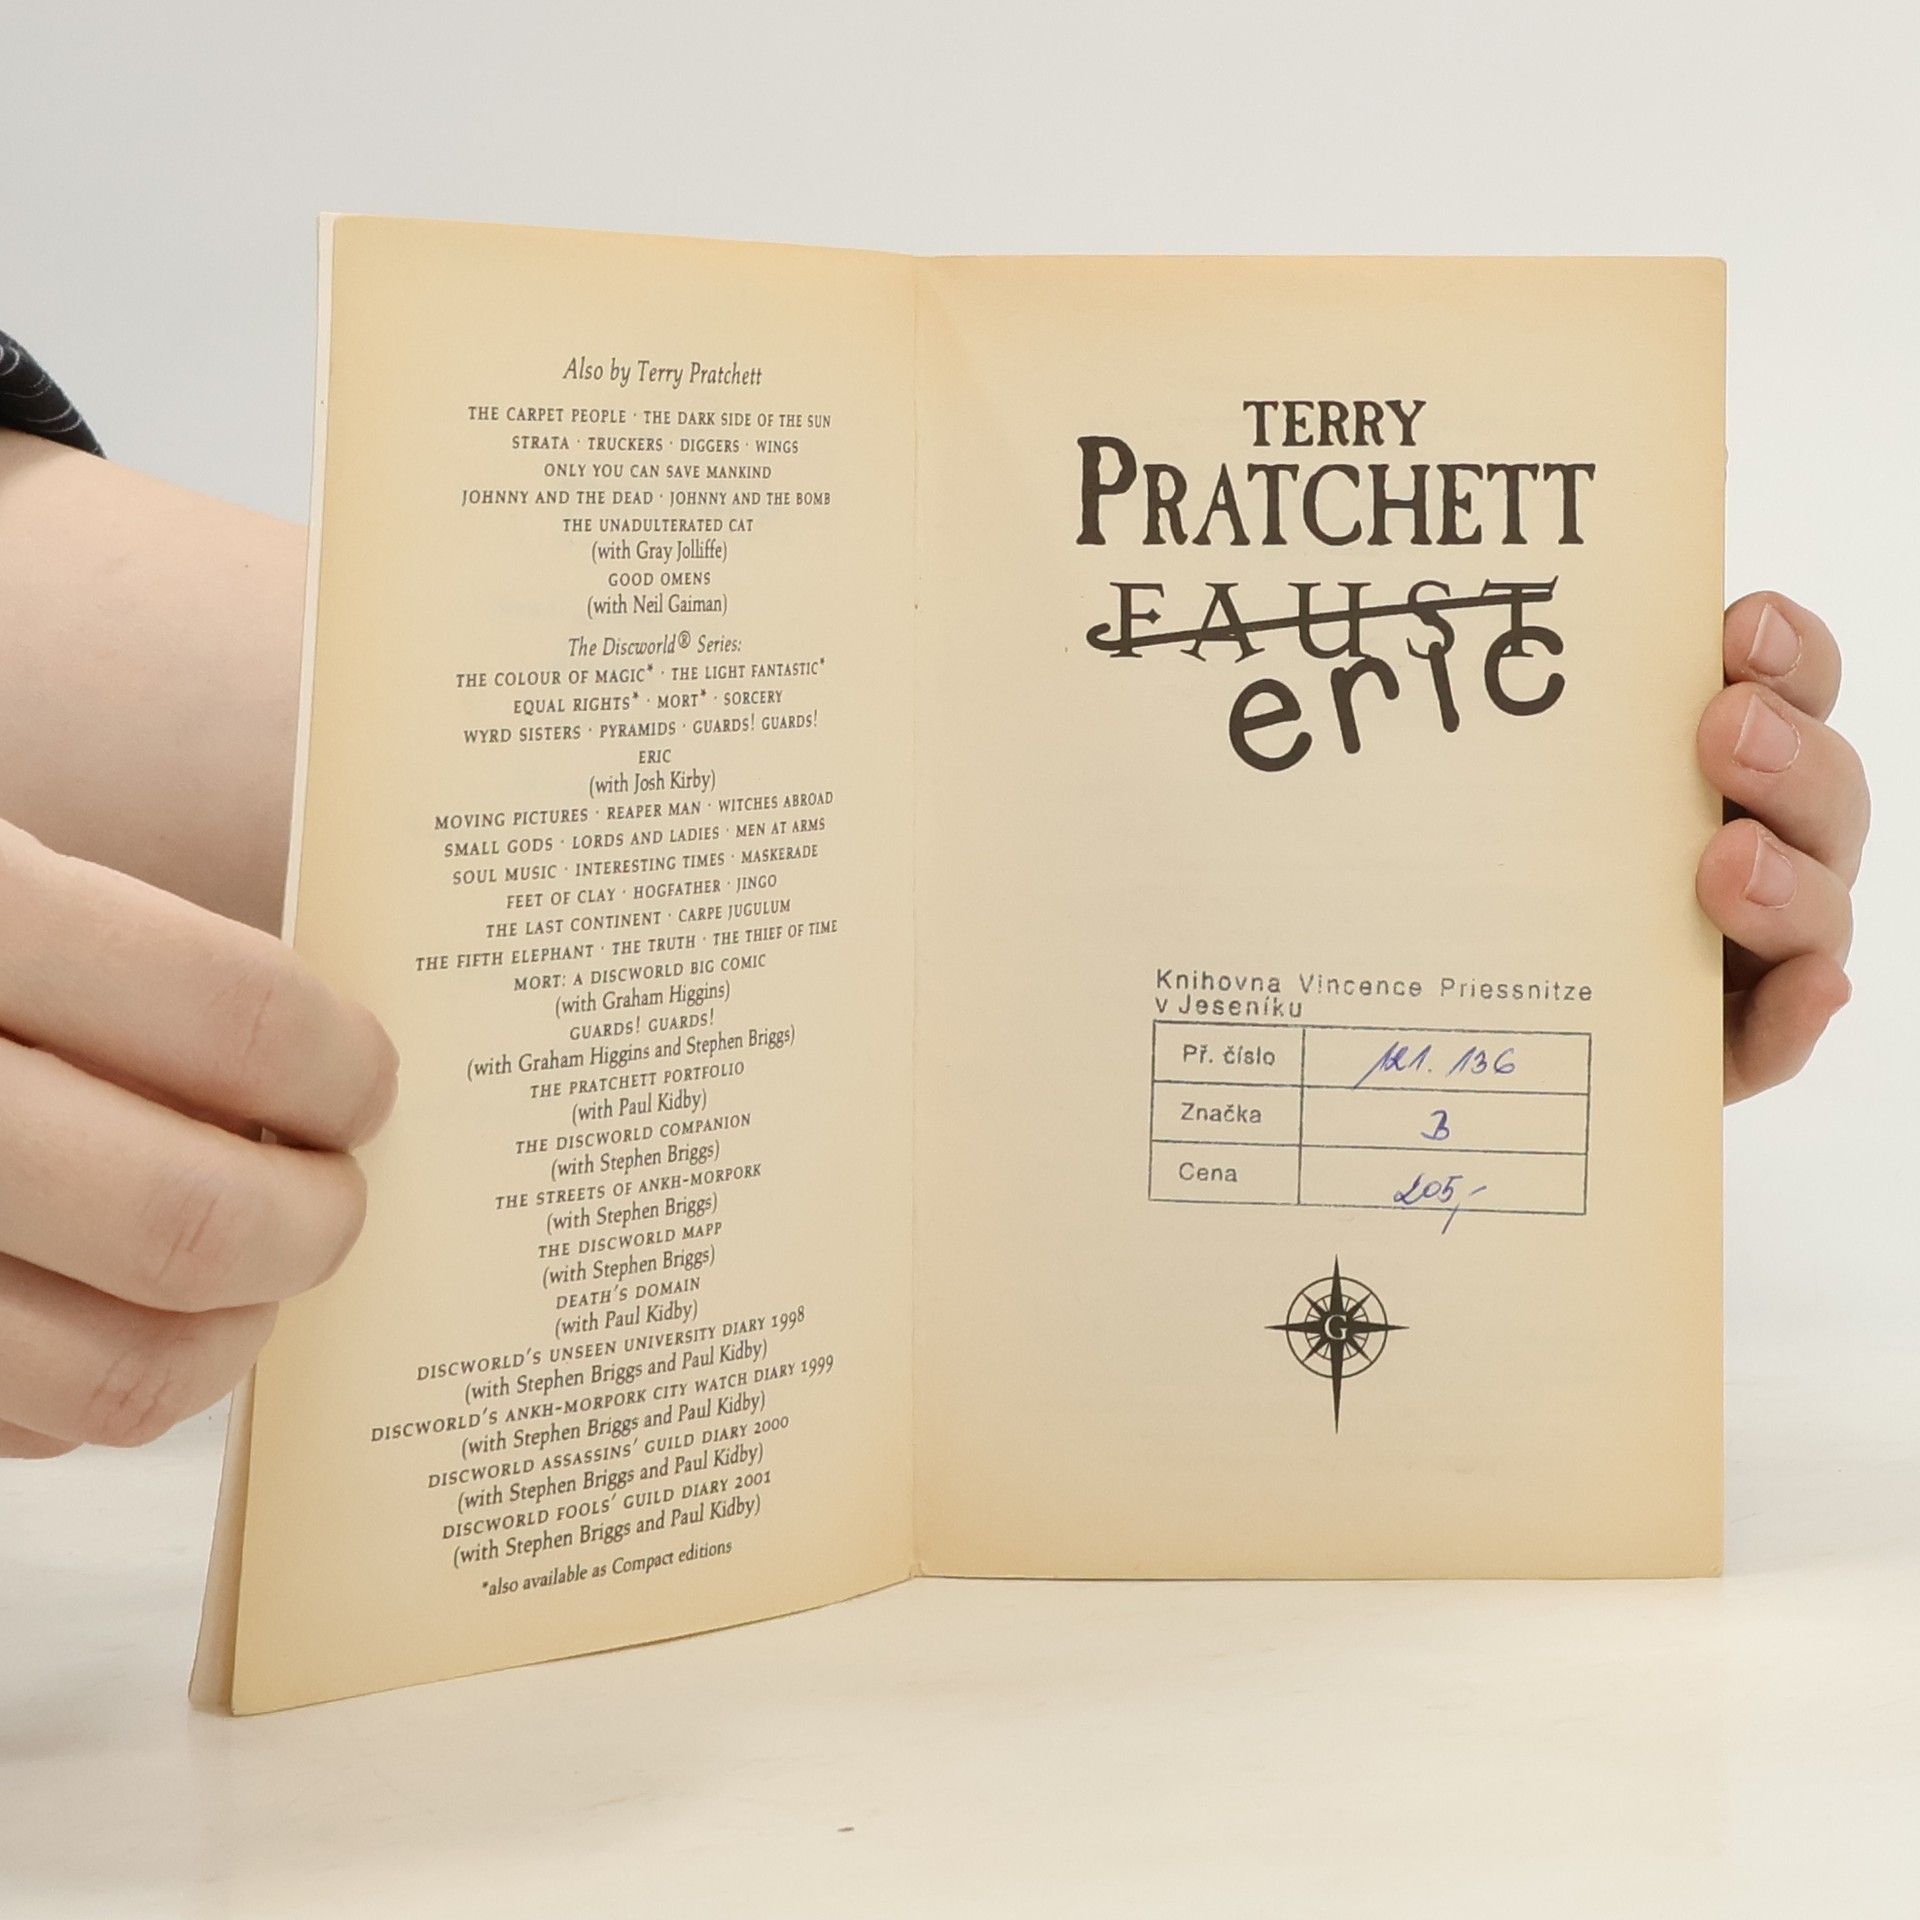 Also by Terry Pratchett
THE CARPET PEOPLE · THE DARK SIDE OF THE SUN
STRATA · TRUCKERS · DIGGERS · WINGS
ONLY YOU CAN SAVE MANKIND
JOHNNY AND THE DEAD · JOHNNY AND THE BOMB
THE UNADULTERATED CAT
(with Gray Jolliffe)
GOOD OMENS
(with Neil Gaiman)
The Discworld® Series:
THE COLOUR OF MAGIC* · THE LIGHT FANTASTIC*
EQUAL RIGHTS* · MORT* · SORCERY
WYRD SISTERS · PYRAMIDS · GUARDS! GUARDS!
ERIC
(with Josh Kirby)
MOVING PICTURES · REAPER MAN · WITCHES ABROAD
SMALL GODS · LORDS AND LADIES · MEN AT ARMS
SOUL MUSIC · INTERESTING TIMES · MASKERADE
FEET OF CLAY · HOGFATHER · JINGO
THE LAST CONTINENT · CARPE JUGULUM
THE FIFTH ELEPHANT · THE TRUTH · THE THIEF OF TIME
MORT: A DISCWORLD BIG COMIC
(with Graham Higgins)
GUARDS! GUARDS!
(with Graham Higgins and Stephen Briggs)
THE PRATCHETT PORTFOLIO
(with Paul Kidby)
THE DISCWORLD COMPANION
(with Stephen Briggs)
THE STREETS OF ANKH-MORPORK
(with Stephen Briggs)
THE DISCWORLD MAPP
(with Stephen Briggs)
DEATH'S DOMAIN
(with Paul Kidby)
DISCWORLD'S UNSEEN UNIVERSITY DIARY 1998
(with Stephen Briggs and Paul Kidby)
DISCWORLD'S ANKH-MORPORK CITY WATCH DIARY 1999
(with Stephen Briggs and Paul Kidby)
DISCWORLD ASSASSINS' GUILD DIARY 2000
(with Stephen Briggs and Paul Kidby)
DISCWORLD FOOLS' GUILD DIARY 2001
(with Stephen Briggs and Paul Kidby)
*also available as Compact editions
TERRY
PRATCHETT
FAUST
eric
Knihovna Vincence Priessnitze
v Jeseníku
Př. číslo 121. 136
Značka B
Cena 205,-
G